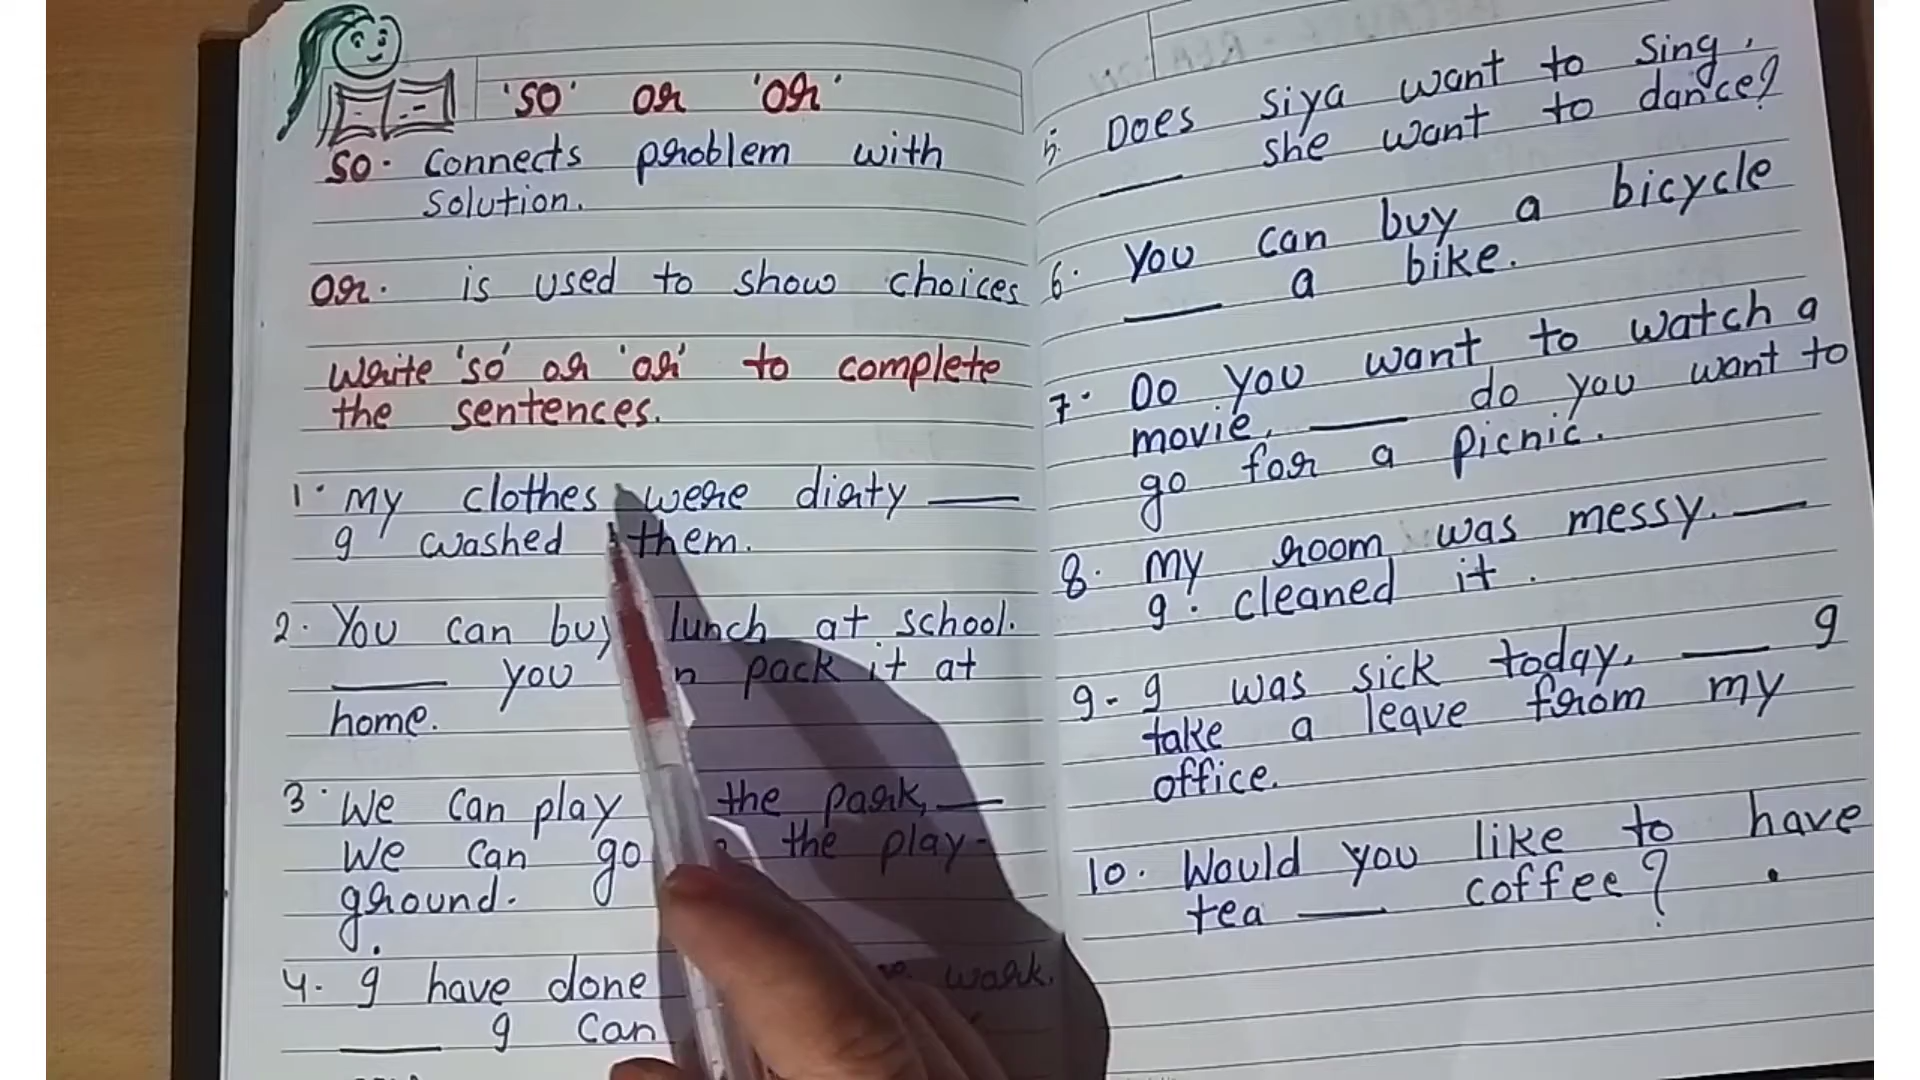 'so' or 'or'
so. connects problem with
solution.
or. is used to show choices
write 'so' or 'or' to complete
the sentences.
1. My clothes were dirty ___
I washed them.
2. You can buy lunch at school.
___ you pack it at
home.
3. We can play the park, ___
We can go the play-
ground.
4. I have done work.
___ I can
5. Does siya want to sing,
___ she want to dance?
6. You can buy a bicycle
___ a bike.
7. Do you want to watch a
movie, ___ do you want to
go for a picnic.
8. My room was messy. ___
I. cleaned it.
9- I was sick today, ___ I
take a leave from my
office.
10. Would you like to have
tea ___ coffee?